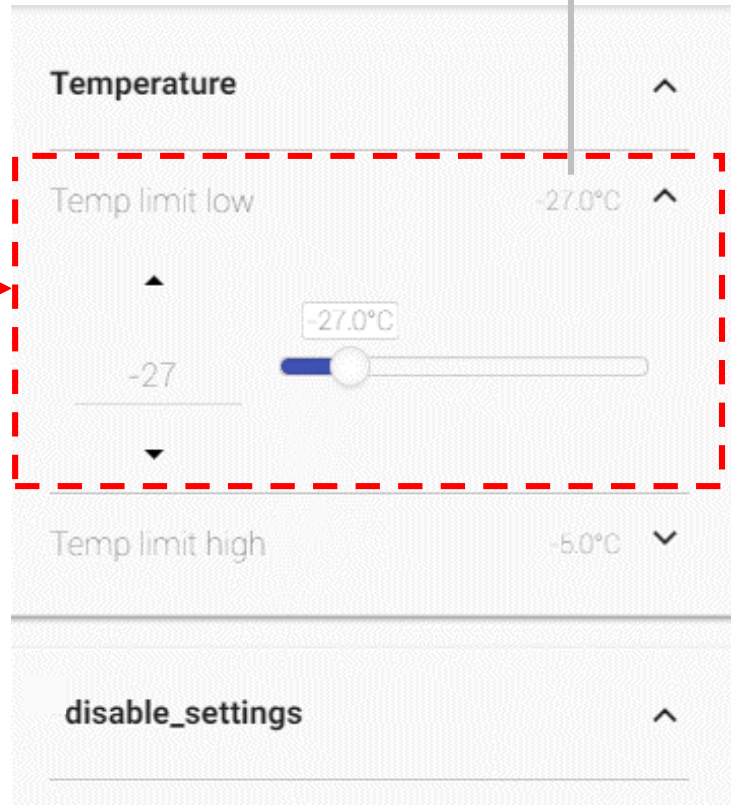 Temperature
Temp limit low -27.0°C
-27.0°C
-27
Temp limit high -5.0°C
disable_settings